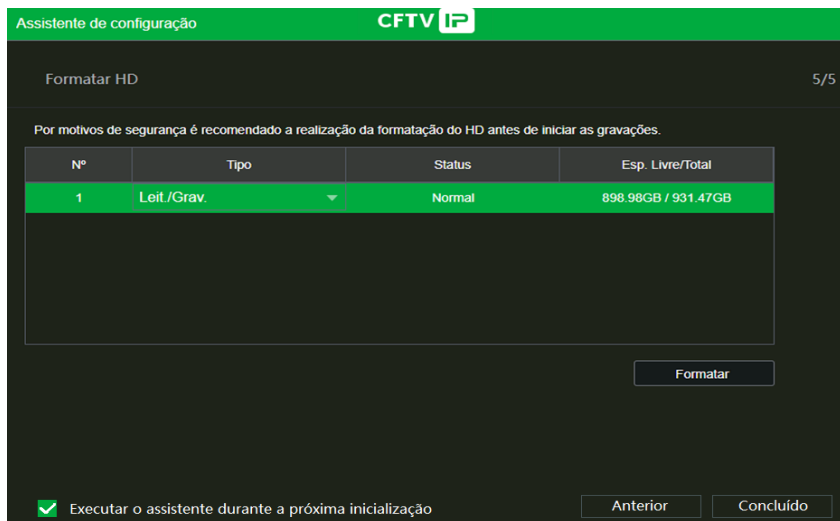 Assistente de configuração
CFTV IP
Formatar HD
5/5
Por motivos de segurança é recomendado a realização da formatação do HD antes de iniciar as gravações.
Nº Tipo Status Esp. Livre/Total
1 Leit./Grav. Normal 898.98GB / 931.47GB
Formatar
Executar o assistente durante a próxima inicialização
Anterior Concluído